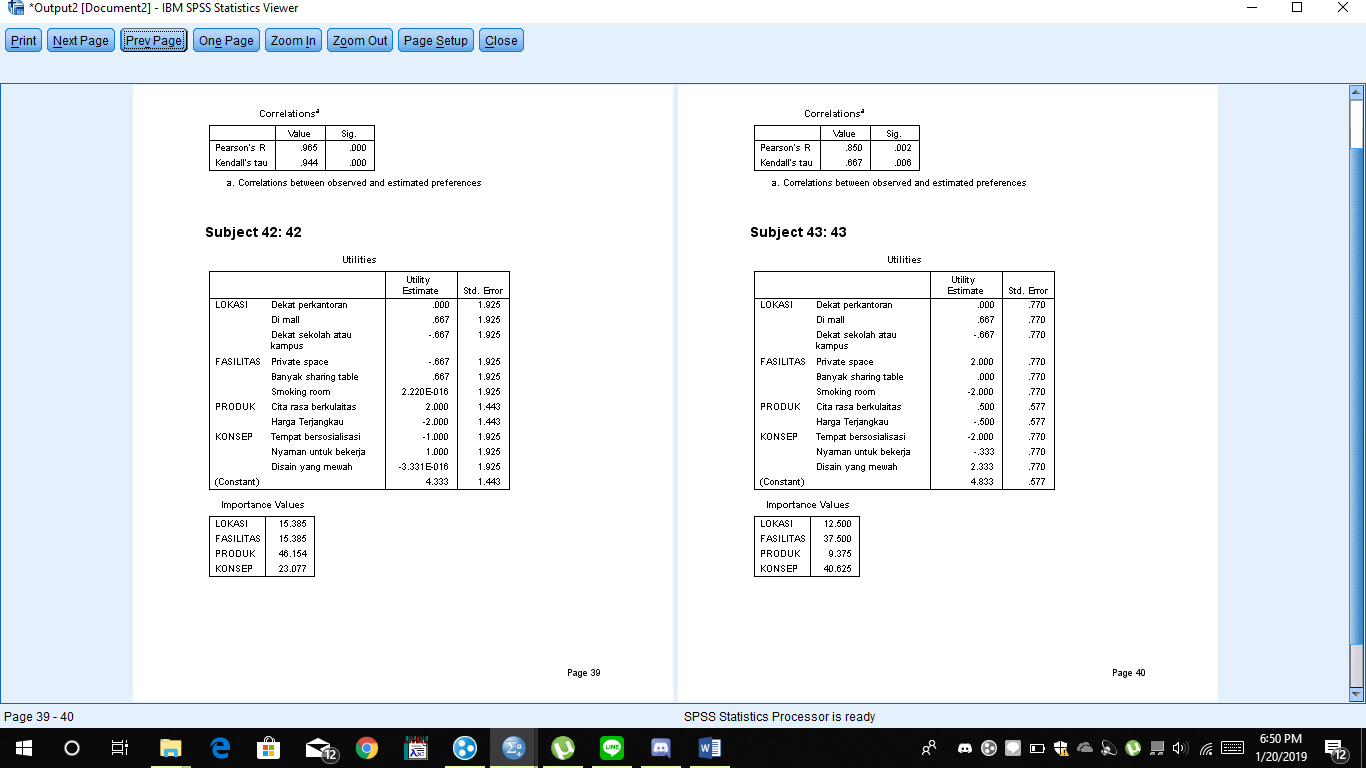 *Output2 [Document2] - IBM SPSS Statistics Viewer
Print Next Page Prev Page One Page Zoom In Zoom Out Page Setup Close
Correlationsa
Value Sig.
Pearson's R .965 .000
Kendall's tau .944 .000
a. Correlations between observed and estimated preferences
Subject 42: 42
Utilities
Utility
Estimate Std. Error
LOKASI Dekat perkantoran .000 1.925
Di mall .667 1.925
Dekat sekolah atau -.667 1.925
kampus
FASILITAS Private space -.667 1.925
Banyak sharing table .667 1.925
Smoking room 2.220E-016 1.925
PRODUK Cita rasa berkulaitas 2.000 1.443
Harga Terjangkau -2.000 1.443
KONSEP Tempat bersosialisasi -1.000 1.925
Nyaman untuk bekerja 1.000 1.925
Disain yang mewah -3.331E-016 1.925
(Constant) 4.333 1.443
Importance Values
LOKASI 15.385
FASILITAS 15.385
PRODUK 46.154
KONSEP 23.077
Page 39
Correlationsa
Value Sig.
Pearson's R .850 .002
Kendall's tau .667 .006
a. Correlations between observed and estimated preferences
Subject 43: 43
Utilities
Utility
Estimate Std. Error
LOKASI Dekat perkantoran .000 .770
Di mall .667 .770
Dekat sekolah atau -.667 .770
kampus
FASILITAS Private space 2.000 .770
Banyak sharing table .000 .770
Smoking room -2.000 .770
PRODUK Cita rasa berkulaitas .500 .577
Harga Terjangkau -.500 .577
KONSEP Tempat bersosialisasi -2.000 .770
Nyaman untuk bekerja -.333 .770
Disain yang mewah 2.333 .770
(Constant) 4.833 .577
Importance Values
LOKASI 12.500
FASILITAS 37.500
PRODUK 9.375
KONSEP 40.625
Page 40
Page 39 - 40 SPSS Statistics Processor is ready
12
LINE
6:50 PM
1/20/2019
12